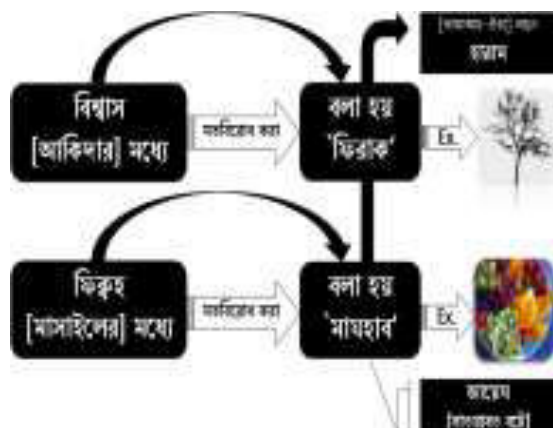 হারাম
বিশ্বাস
[আকিদার] মধ্যে
মতবিরোধ করা
বলা হয়
'ফিরাক'
Ex.
ফিক্বহ
[মাসাইলের] মধ্যে
মতবিরোধ করা
বলা হয়
'মাযহাব'
Ex.
জায়েয